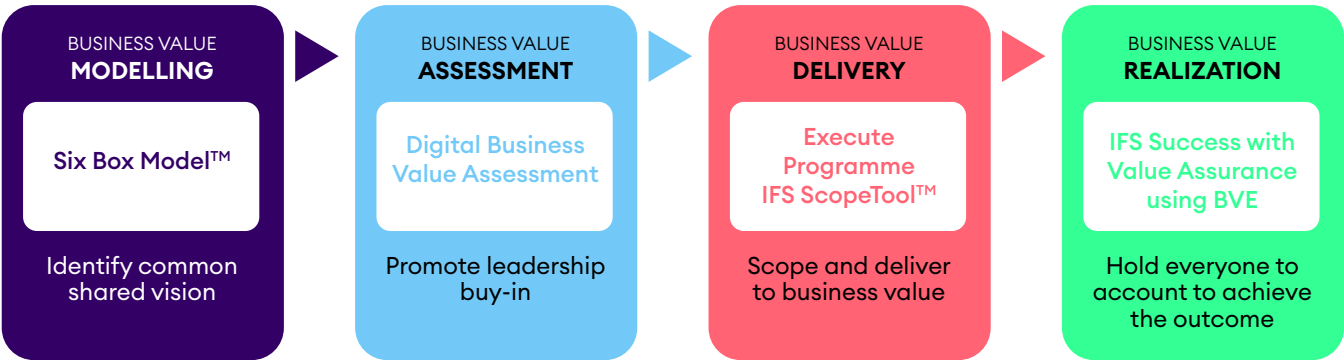 BUSINESS VALUE
MODELLING
Six Box Model™
Identify common
shared vision
BUSINESS VALUE
ASSESSMENT
Digital Business
Value Assessment
Promote leadership
buy-in
BUSINESS VALUE
DELIVERY
Execute
Programme
IFS ScopeTool™
Scope and deliver
to business value
BUSINESS VALUE
REALIZATION
IFS Success with
Value Assurance
using BVE
Hold everyone to
account to achieve
the outcome